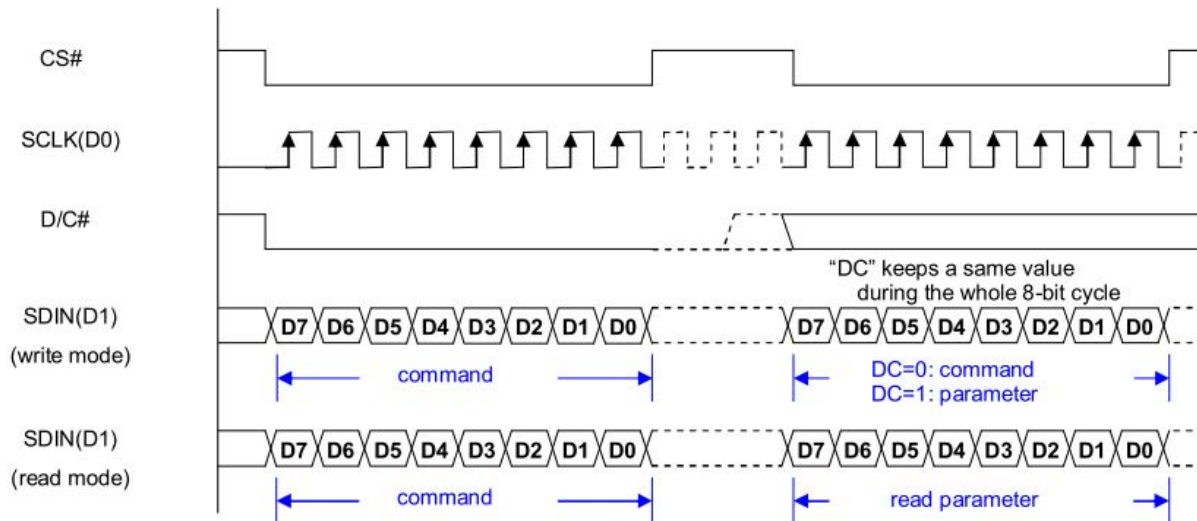 CS#
SCLK(D0)
D/C#
“DC” keeps a same value
during the whole 8-bit cycle
SDIN(D1)
(write mode)
D7 D6 D5 D4 D3 D2 D1 D0 D7 D6 D5 D4 D3 D2 D1 D0
command
DC=0: command
DC=1: parameter
SDIN(D1)
(read mode)
D7 D6 D5 D4 D3 D2 D1 D0 D7 D6 D5 D4 D3 D2 D1 D0
command read parameter